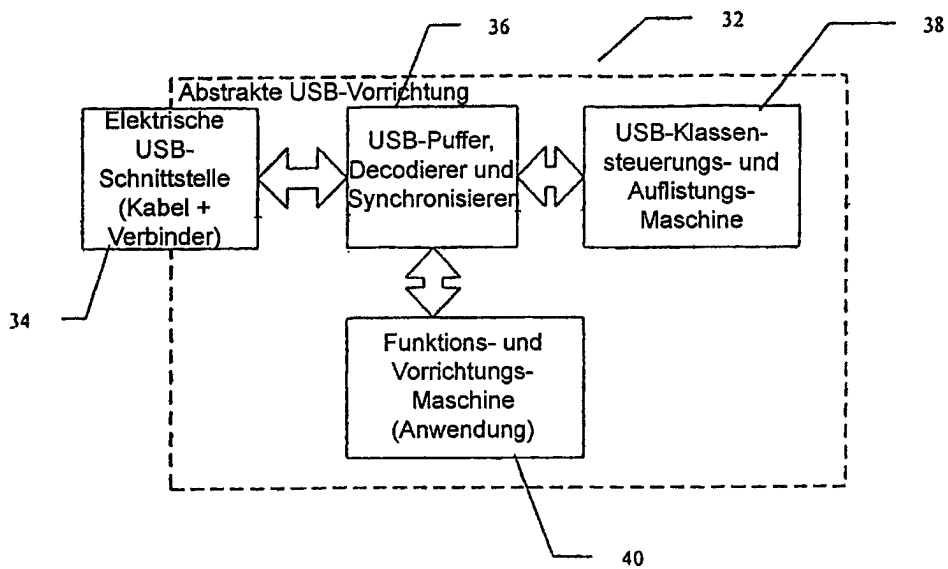 36
32
38
Abstrakte USB-Vorrichtung
Elektrische
USB-
Schnittstelle
(Kabel +
Verbinder)
USB-Puffer,
Decodierer und
Synchronisierer
USB-Klassen-
steuerungs- und
Auflistungs-
Maschine
34
Funktions- und
Vorrichtungs-
Maschine
(Anwendung)
40